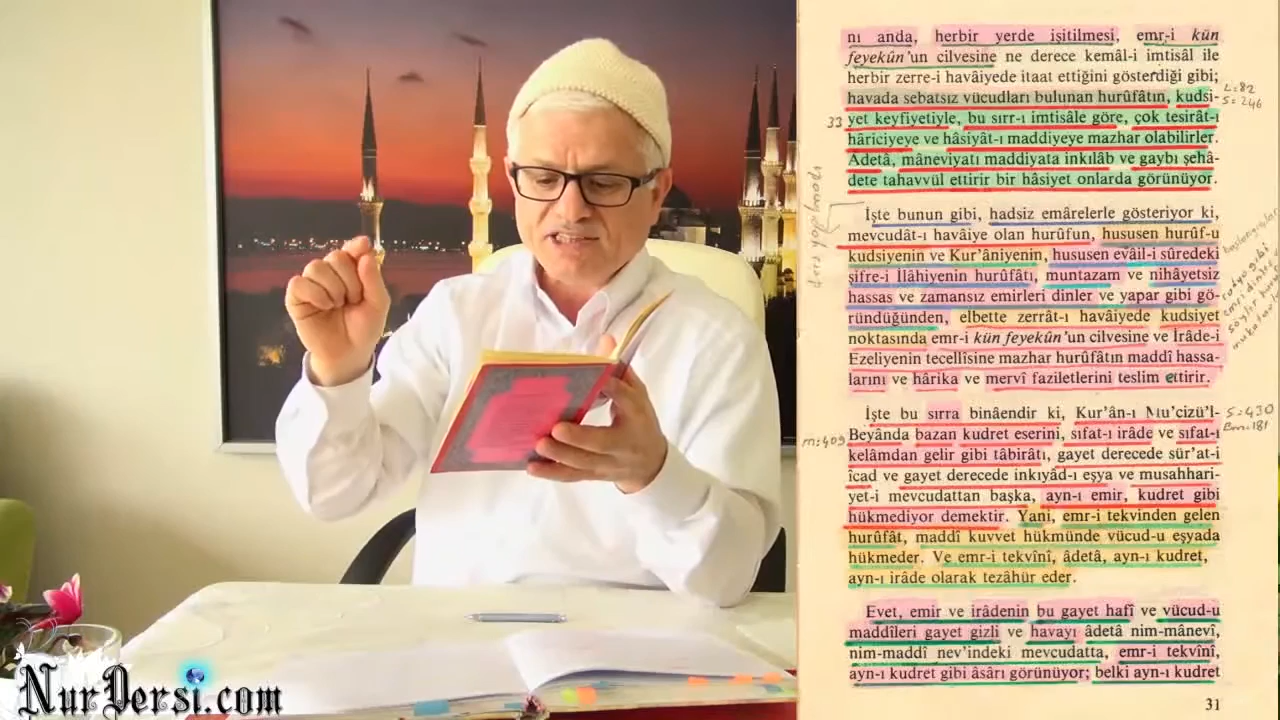 nı anda, herbir yerde işitilmesi, emr-i kün
feyekûn'un cilvesine ne derece kemâl-i imtisâl ile
herbir zerre-i havâiyede itaat ettiğini gösterdiği gibi;
havada sebatsız vücudları bulunan hurûfâtın, kudsi-
yet keyfiyetiyle, bu sırr-ı imtisâle göre, çok tesirât-ı
hâriciyeye ve hâsiyât-ı maddiyeye mazhar olabilirler.
Adetâ, mâneviyatı maddiyata inkılâb ve gaybı şehâ-
dete tahavvül ettirir bir hâsiyet onlarda görünüyor.
L=82
S=246
33
ders yapılmadı
İşte bunun gibi, hadsiz emârelerle gösteriyor ki,
mevcudât-ı havâiye olan hurûfun, hususen hurûf-u
kudsiyenin ve Kur'âniyenin, hususen evâil-i sûredeki
şifre-i İlâhiyenin hurûfâtı, muntazam ve nihâyetsiz
hassas ve zamansız emirleri dinler ve yapar gibi gö-
ründüğünden, elbette zerrât-ı havâiyede kudsiyet
noktasında emr-i kün feyekûn'un cilvesine ve İrâde-i
Ezeliyenin tecellîsine mazhar hurûfâtın maddî hassa-
larını ve hârika ve mervî faziletlerini teslim ettirir.
İşte bu sırra binâendir ki, Kur'ân-ı Mu'cizü'l-
Beyânda bazan kudret eserini, sıfat-ı irâde ve sıfat-ı
kelâmdan gelir gibi tâbirâtı, gayet derecede sür'at-i
îcad ve gayet derecede inkıyâd-ı eşya ve musahhari-
yet-i mevcudattan başka, ayn-ı emir, kudret gibi
hükmediyor demektir. Yani, emr-i tekvinden gelen
hurûfât, maddî kuvvet hükmünde vücud-u eşyada
hükmeder. Ve emr-i tekvînî, âdetâ, ayn-ı kudret,
ayn-ı irâde olarak tezâhür eder.
S=430
m:409
Evet, emir ve irâdenin bu gayet hafî ve vücud-u
maddîleri gayet gizli ve havayı âdetâ nim-mânevî,
nim-maddî nev'indeki mevcudatta, emr-i tekvînî,
ayn-ı kudret gibi âsârı görünüyor; belki ayn-ı kudret
31
NurDersi.com